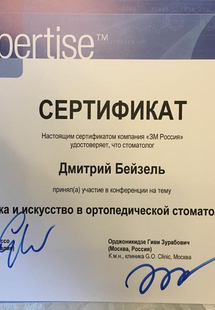 pertise™
СЕРТИФИКАТ
Настоящим сертификатом компания «3М Россия»
удостоверяет, что стоматолог
Дмитрий Бейзель
принял(а) участие в конференции на тему
ка и искусство в ортопедической стомато
Орджоникидзе Гиви Зурабович
(Москва, Россия)
К.м.н., клиника G.O. Clinic, Москва